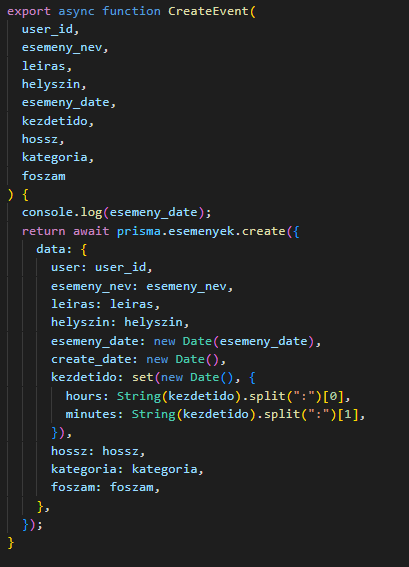 export async function CreateEvent(
  user_id,
  esemeny_nev,
  leiras,
  helyszin,
  esemeny_date,
  kezdetido,
  hossz,
  kategoria,
  foszam
) {
  console.log(esemeny_date);
  return await prisma.esemenyek.create({
    data: {
      user: user_id,
      esemeny_nev: esemeny_nev,
      leiras: leiras,
      helyszin: helyszin,
      esemeny_date: new Date(esemeny_date),
      create_date: new Date(),
      kezdetido: set(new Date(), {
        hours: String(kezdetido).split(":")[0],
        minutes: String(kezdetido).split(":")[1],
      }),
      hossz: hossz,
      kategoria: kategoria,
      foszam: foszam,
    },
  });
}